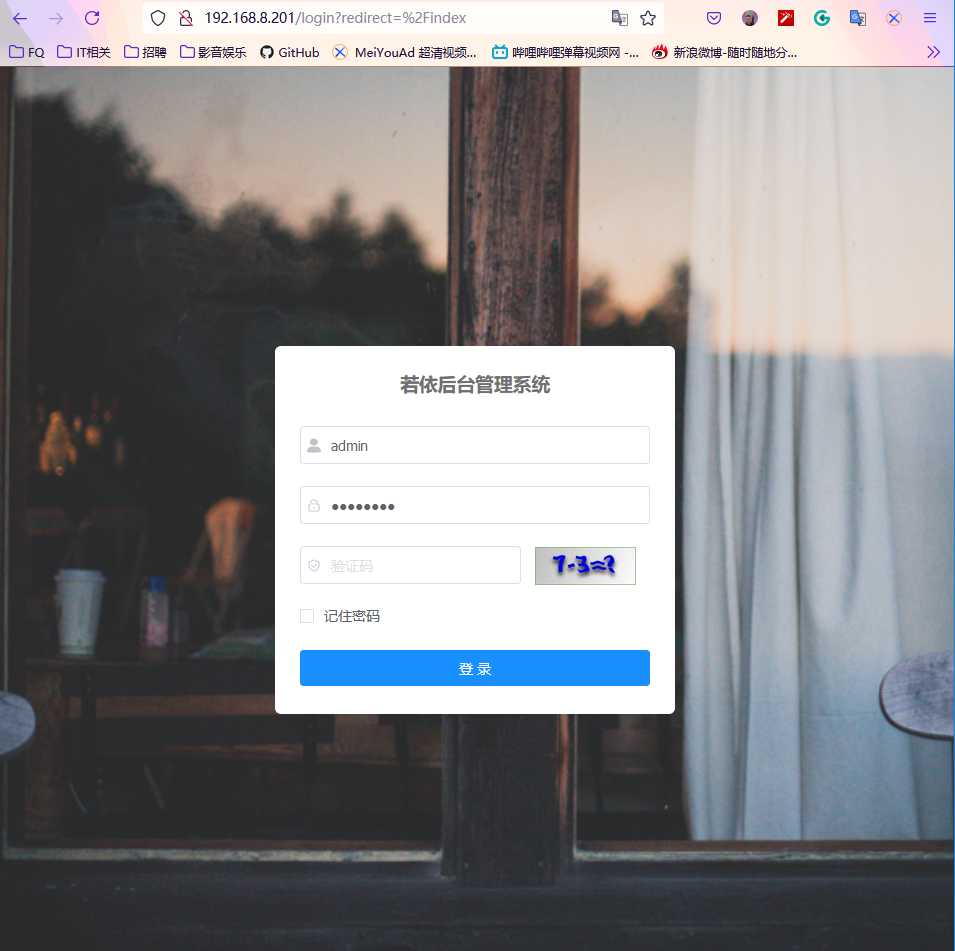 192.168.8.201/login?redirect=%2Findex
FQ IT相关 招聘 影音娱乐 GitHub MeiYouAd 超清视频... 哔哩哔哩弹幕视频网 -... 新浪微博-随时随地分...
若依后台管理系统
admin
●●●●●●●●
验证码 7-3=?
记住密码
登 录